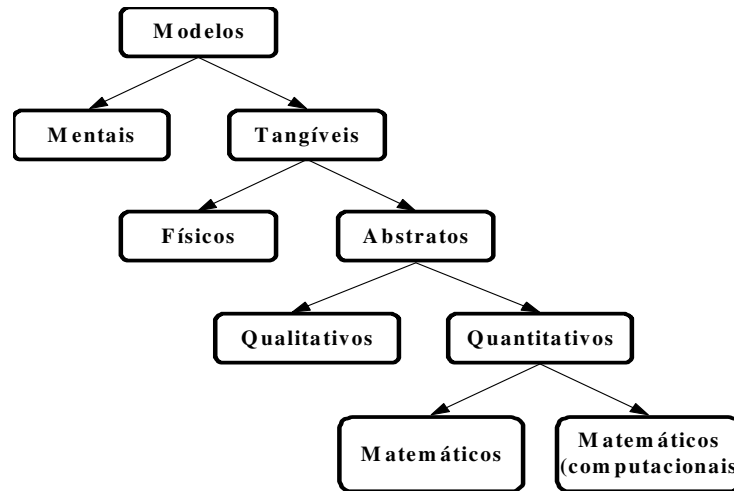 Modelos
Mentais
Tangíveis
Físicos
Abstratos
Qualitativos
Quantitativos
Matemáticos
Matemáticos
(computacionais